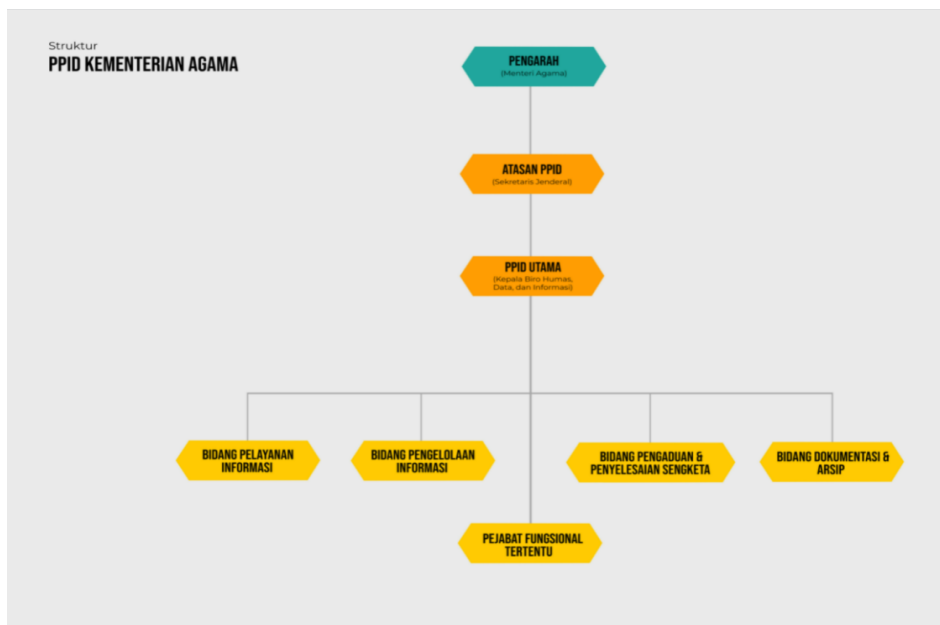 Struktur
PPID KEMENTERIAN AGAMA
PENGARAH
(Menteri Agama)
ATASAN PPID
(Sekretaris Jenderal)
PPID UTAMA
(Kepala Biro Humas,
Data, dan Informasi)
BIDANG PELAYANAN
INFORMASI
BIDANG PENGELOLAAN
INFORMASI
BIDANG PENGADUAN &
PENYELESAIAN SENGKETA
BIDANG DOKUMENTASI &
ARSIP
PEJABAT FUNGSIONAL
TERTENTU